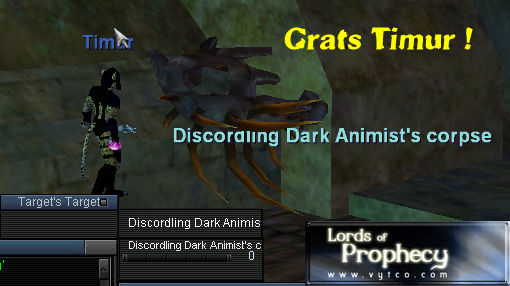 Grats Timur !
Timur
Discordling Dark Animist's corpse
Target's Target
Discordling Dark Animis
Discordling Dark Animist's c
0
Lords of
Prophecy
www.vytco.com